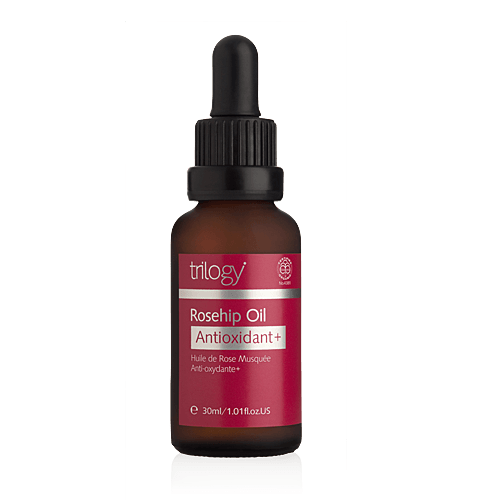 trilogy
Rosehip Oil
Antioxidant+
Huile de Rose Musquée
Anti-oxydante+
℮ 30ml/1.01fl.oz.US